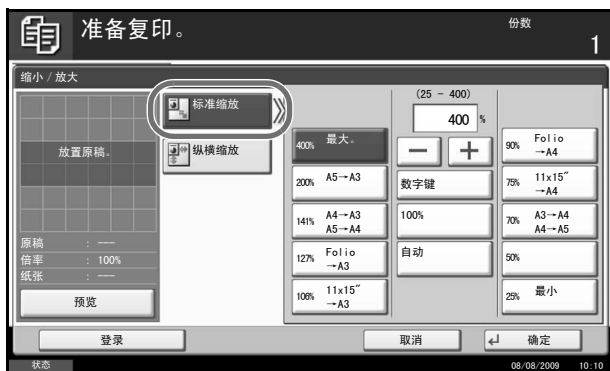 准备复印。
份数
1
缩小 / 放大
放置原稿。
原稿 : ---
倍率 : 100%
纸张 : ---
预览
标准缩放
纵横缩放
(25 - 400)
400 %
400% 最大。
200% A5→A3
141% A4→A3
A5→A4
127% Folio
→A3
106% 11x15"
→A3
数字键
100%
自动
90% Folio
→A4
75% 11x15"
→A4
70% A3→A4
A4→A5
50%
25% 最小
登录
取消
确定
状态
08/08/2009 10:10